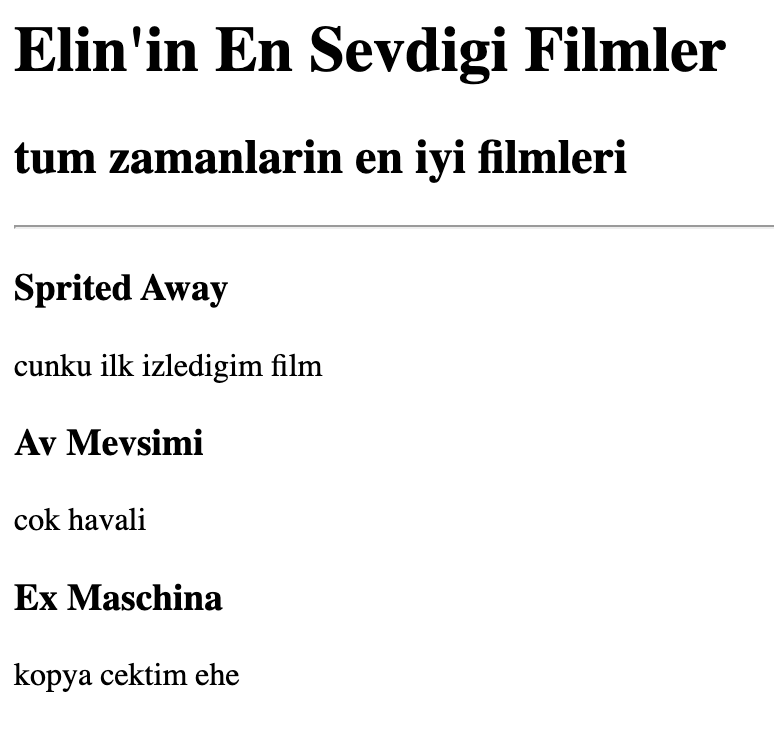 Elin'in En Sevdigi Filmler
tum zamanlarin en iyi filmleri
Sprited Away
cunku ilk izledigim film
Av Mevsimi
cok havali
Ex Maschina
kopya cektim ehe